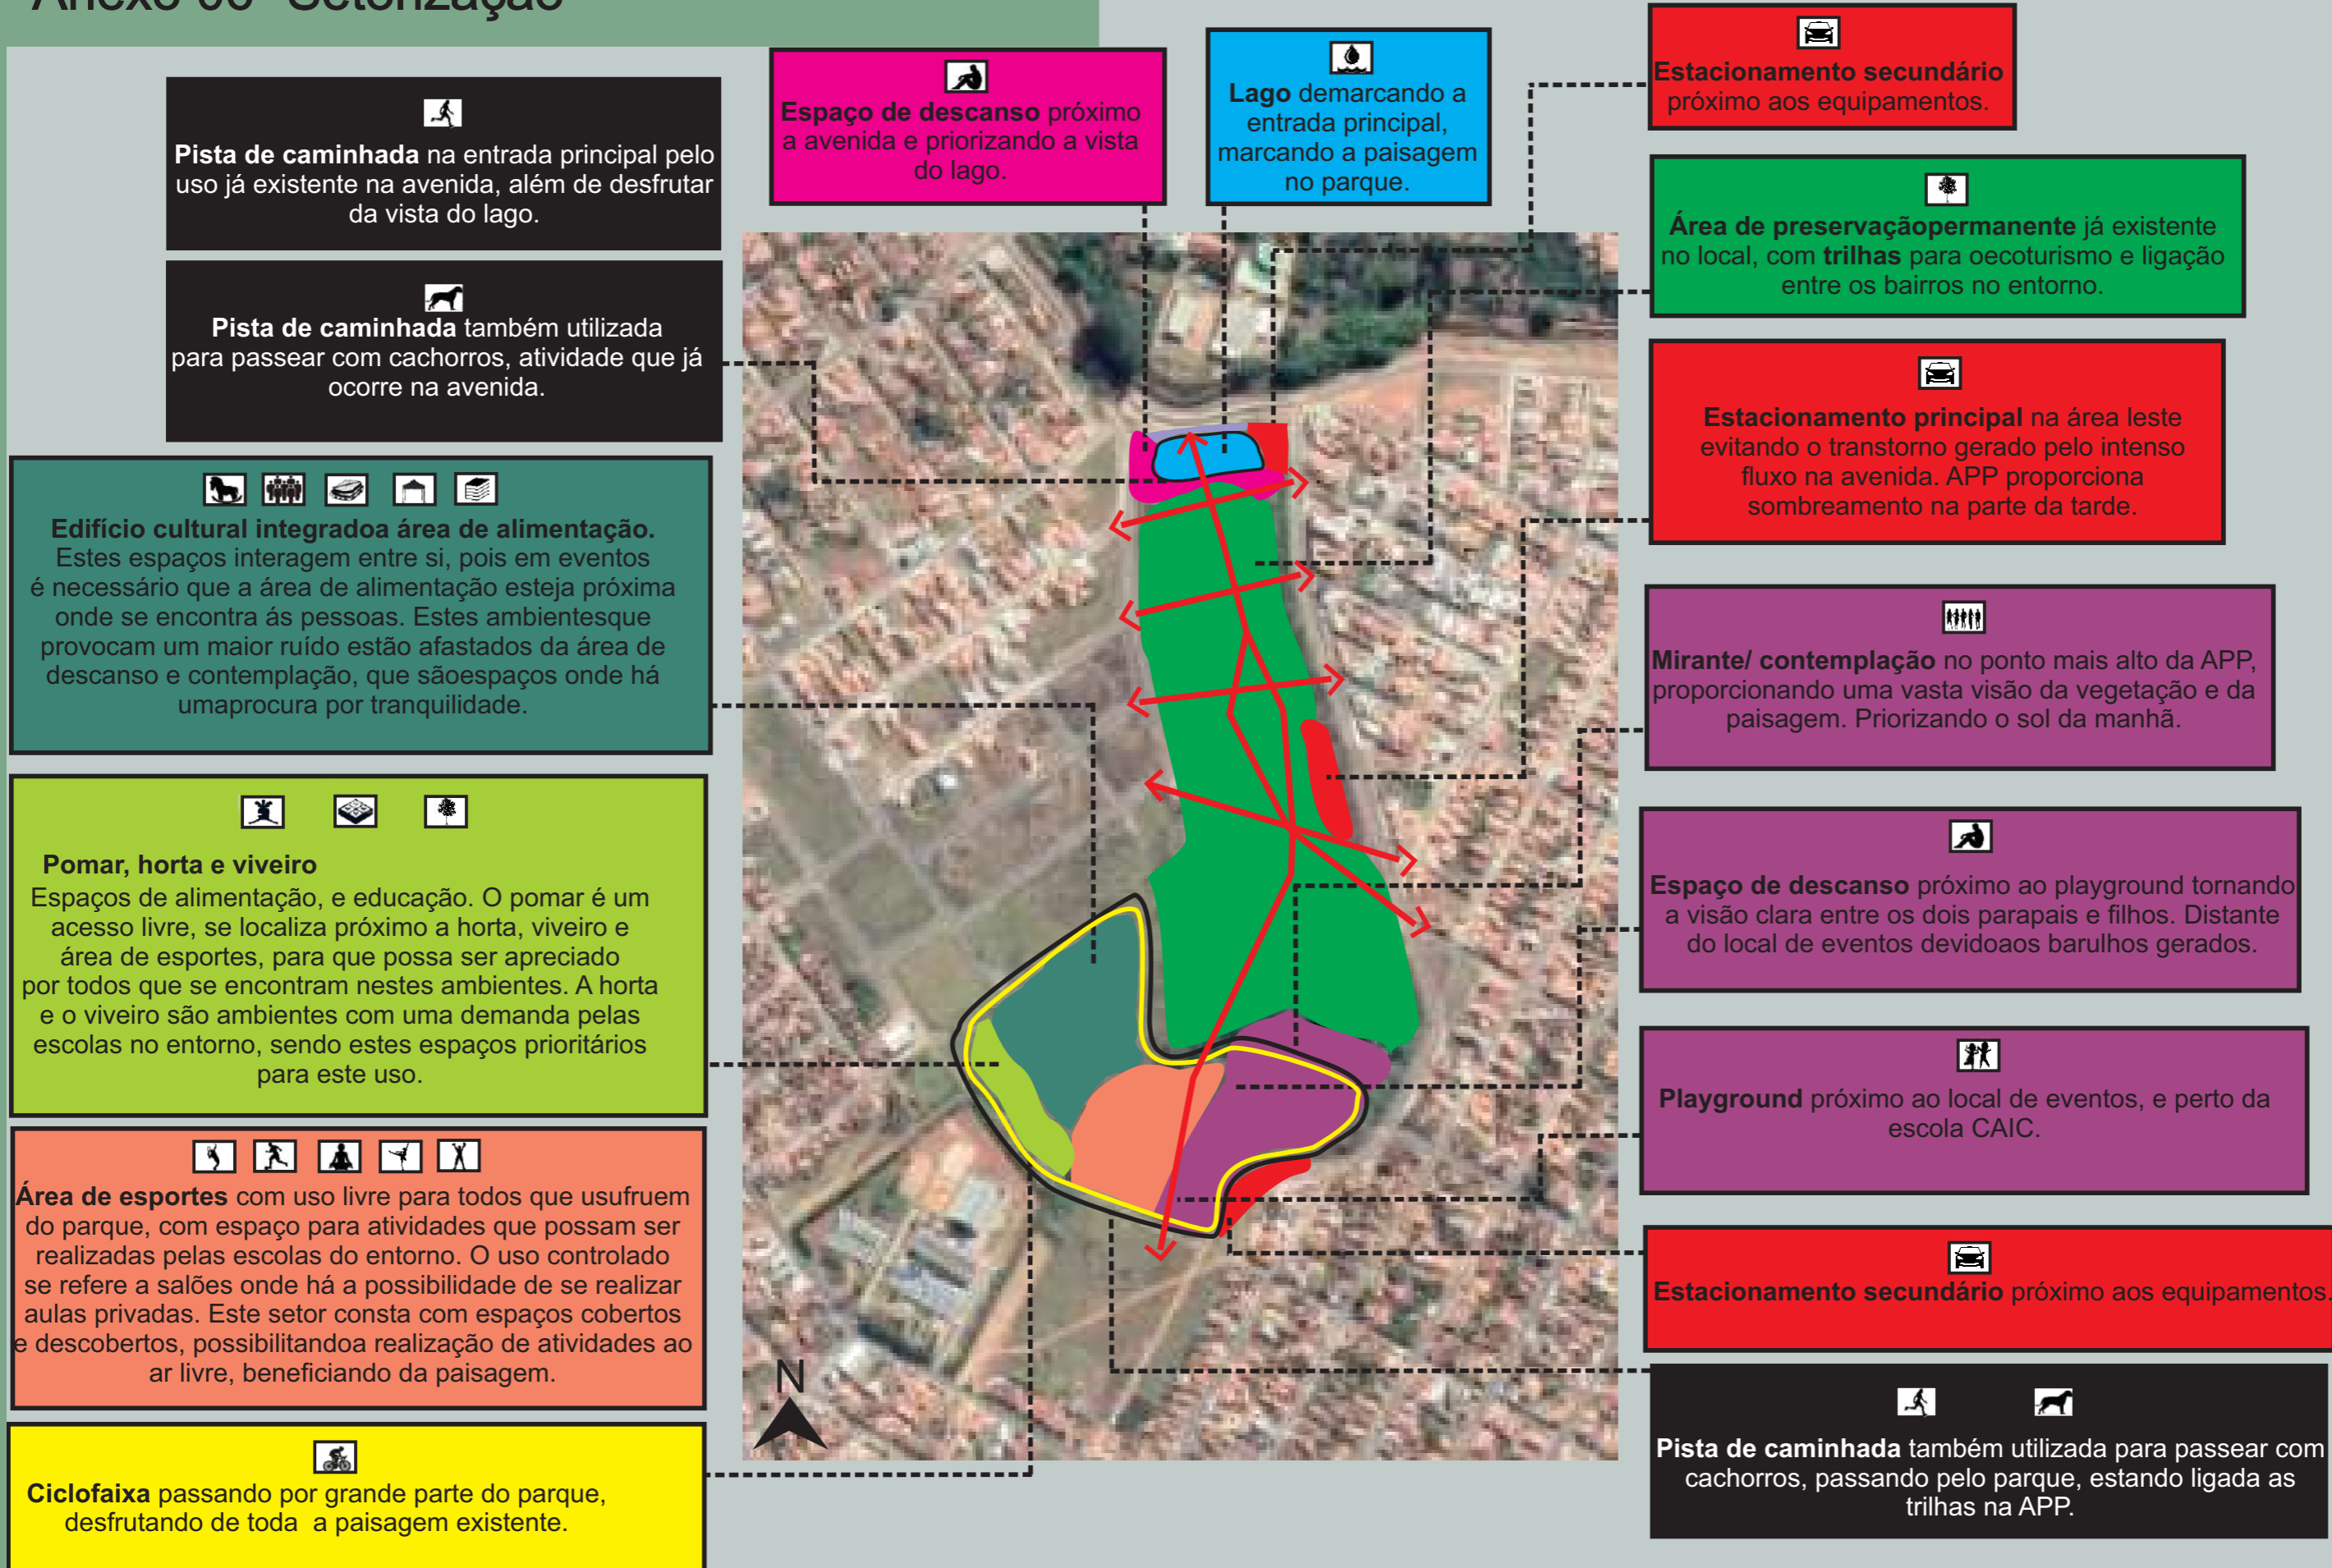 Anexo 06- Setorização
Pista de caminhada na entrada principal pelo
uso já existente na avenida, além de desfrutar
da vista do lago.
Pista de caminhada também utilizada
para passear com cachorros, atividade que já
ocorre na avenida.
Edifício cultural integradoa área de alimentação.
Estes espaços interagem entre si, pois em eventos
é necessário que a área de alimentação esteja próxima
onde se encontra ás pessoas. Estes ambientesque
provocam um maior ruído estão afastados da área de
descanso e contemplação, que sãoespaços onde há
umaprocura por tranquilidade.
Pomar, horta e viveiro
Espaços de alimentação, e educação. O pomar é um
acesso livre, se localiza próximo a horta, viveiro e
área de esportes, para que possa ser apreciado
por todos que se encontram nestes ambientes. A horta
e o viveiro são ambientes com uma demanda pelas
escolas no entorno, sendo estes espaços prioritários
para este uso.
Área de esportes com uso livre para todos que usufruem
do parque, com espaço para atividades que possam ser
realizadas pelas escolas do entorno. O uso controlado
se refere a salões onde há a possibilidade de se realizar
aulas privadas. Este setor consta com espaços cobertos
e descobertos, possibilitandoa realização de atividades ao
ar livre, beneficiando da paisagem.
Ciclofaixa passando por grande parte do parque,
desfrutando de toda a paisagem existente.
Espaço de descanso próximo
a avenida e priorizando a vista
do lago.
Lago demarcando a
entrada principal,
marcando a paisagem
no parque.
N
Estacionamento secundário
próximo aos equipamentos.
Área de preservaçãopermanente já existente
no local, com trilhas para oecoturismo e ligação
entre os bairros no entorno.
Estacionamento principal na área leste
evitando o transtorno gerado pelo intenso
fluxo na avenida. APP proporciona
sombreamento na parte da tarde.
Mirante/ contemplação no ponto mais alto da APP,
proporcionando uma vasta visão da vegetação e da
paisagem. Priorizando o sol da manhã.
Espaço de descanso próximo ao playground tornando
a visão clara entre os dois parapais e filhos. Distante
do local de eventos devidoaos barulhos gerados.
Playground próximo ao local de eventos, e perto da
escola CAIC.
Estacionamento secundário próximo aos equipamentos.
Pista de caminhada também utilizada para passear com
cachorros, passando pelo parque, estando ligada as
trilhas na APP.